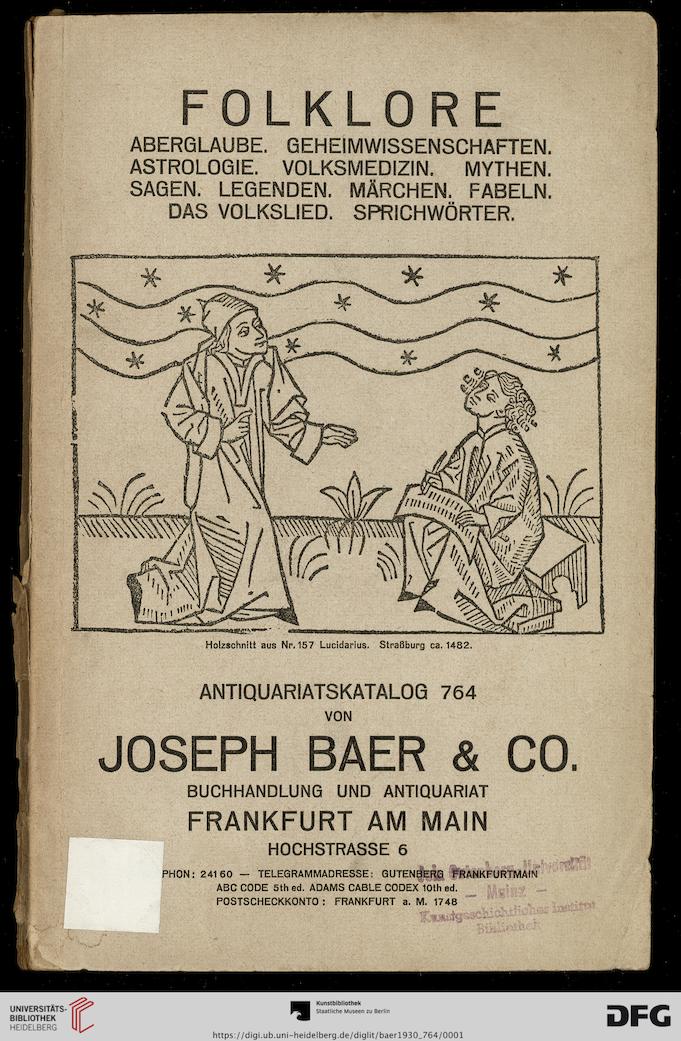 FOLKLORE
ABERGLAUBE. GEHEIMWISSENSCHAFTEN.
ASTROLOGIE. VOLKSMEDIZIN. MYTHEN.
SAGEN. LEGENDEN. MÄRCHEN. FABELN.
DAS VOLKSLIED. SPRICHWÖRTER.
Holzschnitt aus Nr. 157 Lucidarius. Straßburg ca. 1482.
ANTIQUARIATSKATALOG 764
VON
JOSEPH BAER & CO.
BUCHHANDLUNG UND ANTIQUARIAT
FRANKFURT AM MAIN
HOCHSTRASSE 6
PHON: 24160 — TELEGRAMMADRESSE: GUTENBERG FRANKFURTMAIN
ABC CODE 5th ed. ADAMS CABLE CODEX 10th ed.
POSTSCHECKKONTO: FRANKFURT a. M. 1748
Gutenberg Universität
— Mainz —
Kunstgeschichtliches Institut
Bibliothek
UNIVERSITÄTS-
BIBLIOTHEK
HEIDELBERG
Kunstbibliothek
Staatliche Museen zu Berlin
DFG
https://digi.ub.uni-heidelberg.de/diglit/baer1930_764/0001